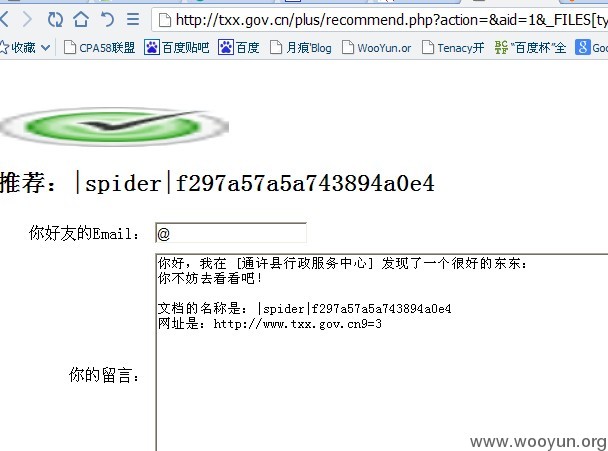 http://txx.gov.cn/plus/recommend.php?action=&aid=1&_FILES[ty
收藏 CPA58联盟 百度贴吧 百度 月痕'Blog WooYun.or Tenacy开 "百度杯"全 Goo
推荐：|spider|f297a57a5a743894a0e4
你好友的Email： @
你好，我在 [通许县行政服务中心] 发现了一个很好的东东：
你不妨去看看吧！
文档的名称是：|spider|f297a57a5a743894a0e4
网址是：http://www.txx.gov.cn9=3
你的留言：
www.wooyun.org